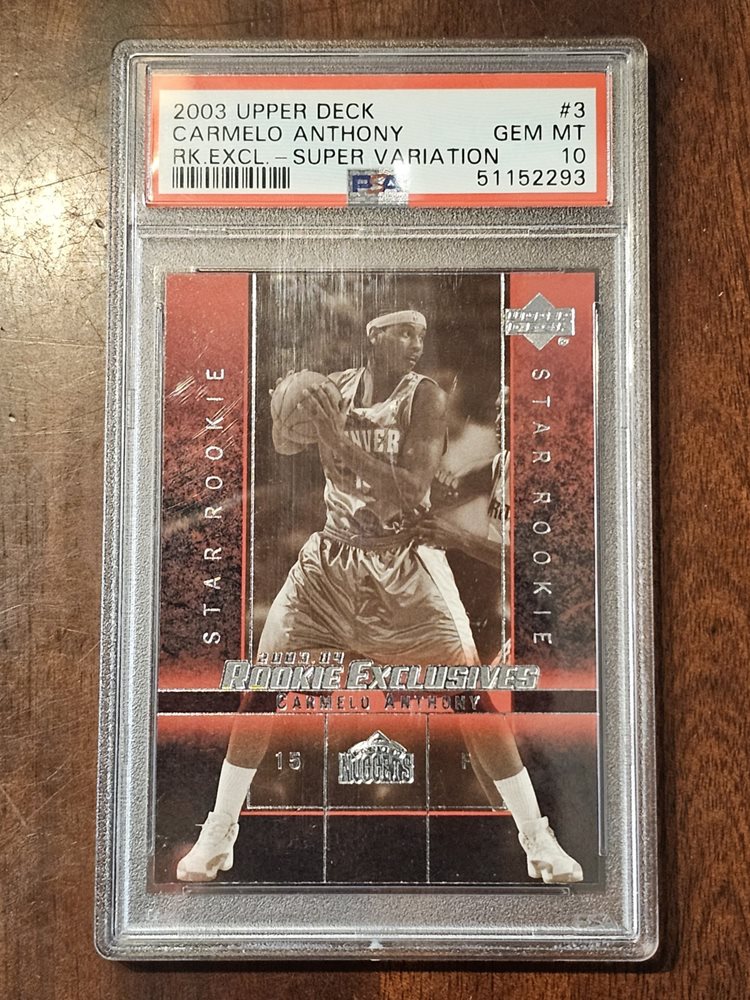 2003 UPPER DECK #3
CARMELO ANTHONY GEM MT
RK.EXCL.-SUPER VARIATION 10
PSA 51152293
UPPER
DECK
®
STAR ROOKIE
STAR ROOKIE
2003-04
ROOKIE EXCLUSIVES
CARMELO ANTHONY
15 NUGGETS F